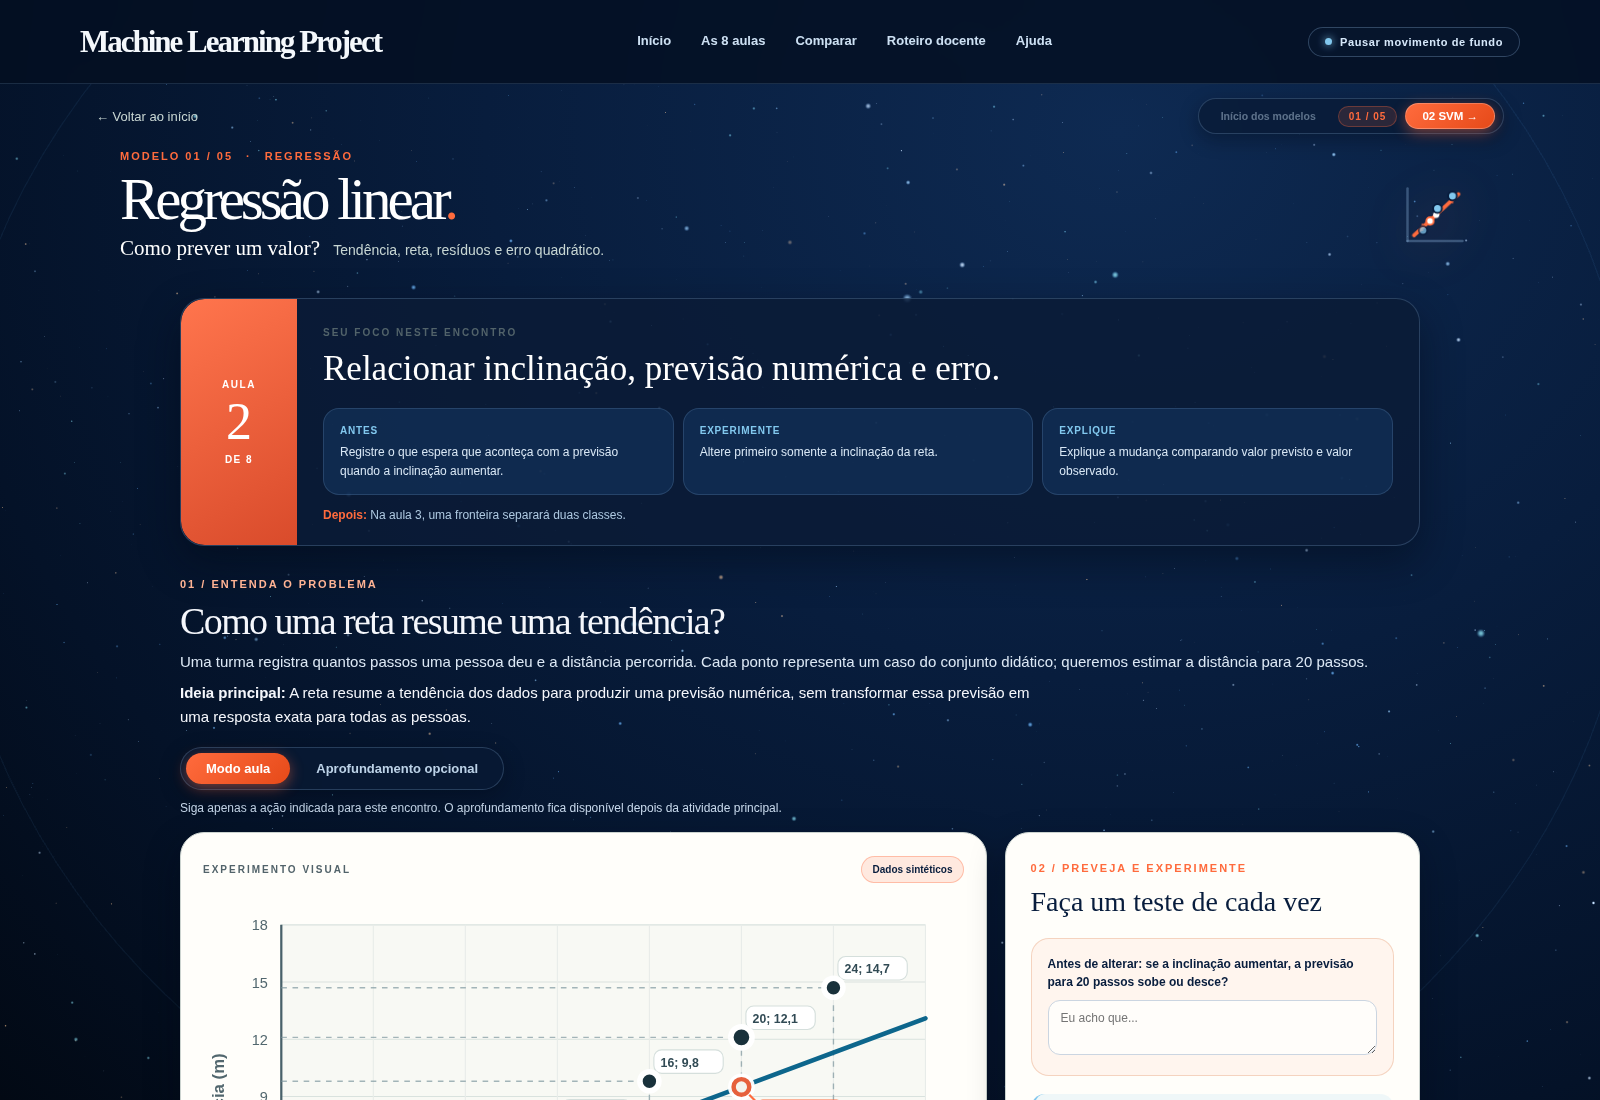 Machine Learning Project
Início
As 8 aulas
Comparar
Roteiro docente
Ajuda
Pausar movimento de fundo
← Voltar ao início
Início dos modelos
01 / 05
02 SVM →
MODELO 01 / 05 · REGRESSÃO
Regressão linear.
Como prever um valor? Tendência, reta, resíduos e erro quadrático.
AULA
2
DE 8
SEU FOCO NESTE ENCONTRO
Relacionar inclinação, previsão numérica e erro.
ANTES
Registre o que espera que aconteça com a previsão
quando a inclinação aumentar.
EXPERIMENTE
Altere primeiro somente a inclinação da reta.
EXPLIQUE
Explique a mudança comparando valor previsto e valor
observado.
Depois: Na aula 3, uma fronteira separará duas classes.
01 / ENTENDA O PROBLEMA
Como uma reta resume uma tendência?
Uma turma registra quantos passos uma pessoa deu e a distância percorrida. Cada ponto representa um caso do conjunto didático; queremos estimar a distância para 20 passos.
Ideia principal: A reta resume a tendência dos dados para produzir uma previsão numérica, sem transformar essa previsão em
uma resposta exata para todas as pessoas.
Modo aula
Aprofundamento opcional
Siga apenas a ação indicada para este encontro. O aprofundamento fica disponível depois da atividade principal.
EXPERIMENTO VISUAL
Dados sintéticos
18
15
12
9
24; 14,7
20; 12,1
16; 9,8
02 / PREVEJA E EXPERIMENTE
Faça um teste de cada vez
Antes de alterar: se a inclinação aumentar, a previsão
para 20 passos sobe ou desce?
Eu acho que...